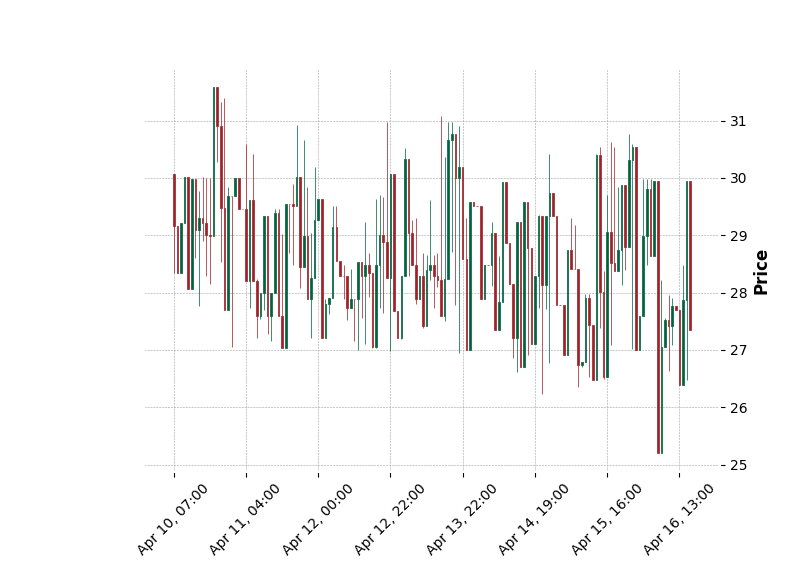 31
30
29
28
27
26
25
Price
Apr 10, 07:00
Apr 11, 04:00
Apr 12, 00:00
Apr 12, 22:00
Apr 13, 22:00
Apr 14, 19:00
Apr 15, 16:00
Apr 16, 13:00